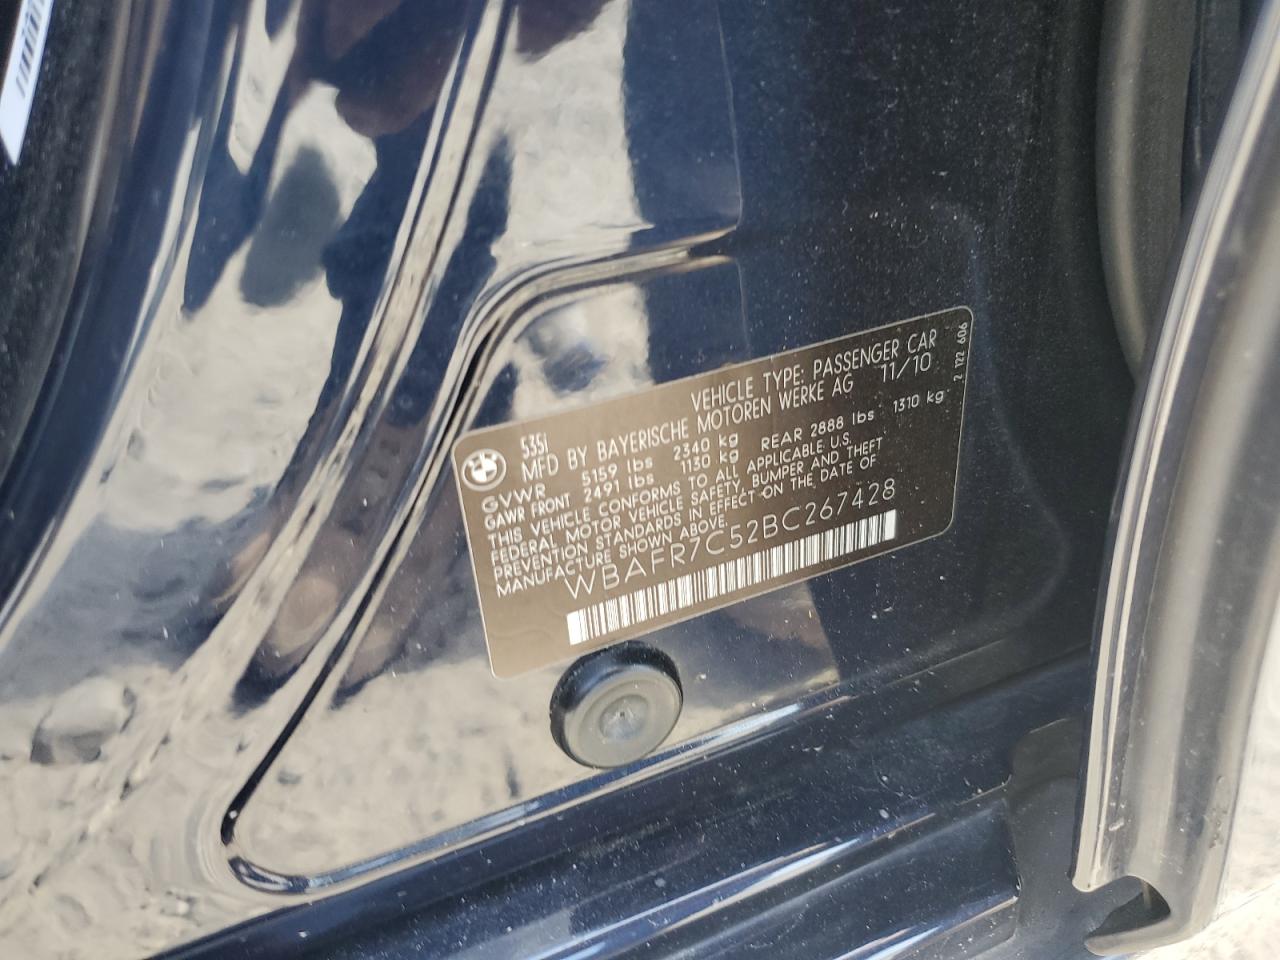 535i
VEHICLE TYPE: PASSENGER CAR
MFD BY BAYERISCHE MOTOREN WERKE AG 11/10
GVWR 5159 lbs 2340 kg
GAWR FRONT 2491 lbs 1130 kg REAR 2888 lbs 1310 kg
THIS VEHICLE CONFORMS TO ALL APPLICABLE U.S.
FEDERAL MOTOR VEHICLE SAFETY, BUMPER AND THEFT
PREVENTION STANDARDS IN EFFECT ON THE DATE OF
MANUFACTURE SHOWN ABOVE.
WBAFR7C52BC267428
2 122 606